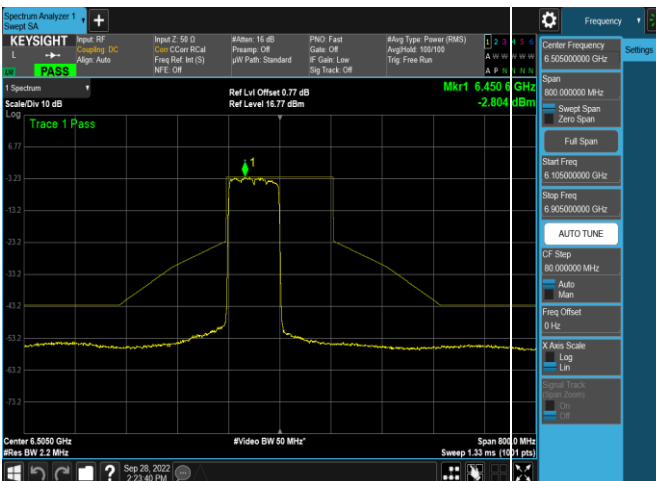 Spectrum Analyzer 1
Swept SA
Frequency
Settings
KEYSIGHT
L
PASS
Input: RF
Coupling: DC
Align: Auto
Input Z: 50 Ω
Corr CCorr RCal
Freq Ref: Int (S)
NFE: Off
#Atten: 16 dB
Preamp: Off
µW Path: Standard
PNO: Fast
Gate: Off
IF Gain: Low
Sig Track: Off
#Avg Type: Power (RMS)
Avg|Hold: 100/100
Trig: Free Run
1 2 3 4 5 6
A W W W W W
A P N N N N
1 Spectrum
Scale/Div 10 dB
Log
Ref Lvl Offset 0.77 dB
Ref Level 16.77 dBm
Mkr1 6.450 6 GHz
-2.804 dBm
Trace 1 Pass
1
6.77
-3.23
-13.2
-23.2
-33.2
-43.2
-53.2
-63.2
-73.2
Center 6.5050 GHz
#Res BW 2.2 MHz
#Video BW 50 MHz*
Span 800.0 MHz
Sweep 1.33 ms (1001 pts)
Sep 28, 2022
2:23:40 PM
Center Frequency
6.505000000 GHz
Span
800.000000 MHz
Swept Span
Zero Span
Full Span
Start Freq
6.105000000 GHz
Stop Freq
6.905000000 GHz
AUTO TUNE
CF Step
80.000000 MHz
Auto
Man
Freq Offset
0 Hz
X Axis Scale
Log
Lin
Signal Track
(Span Zoom)
On
Off